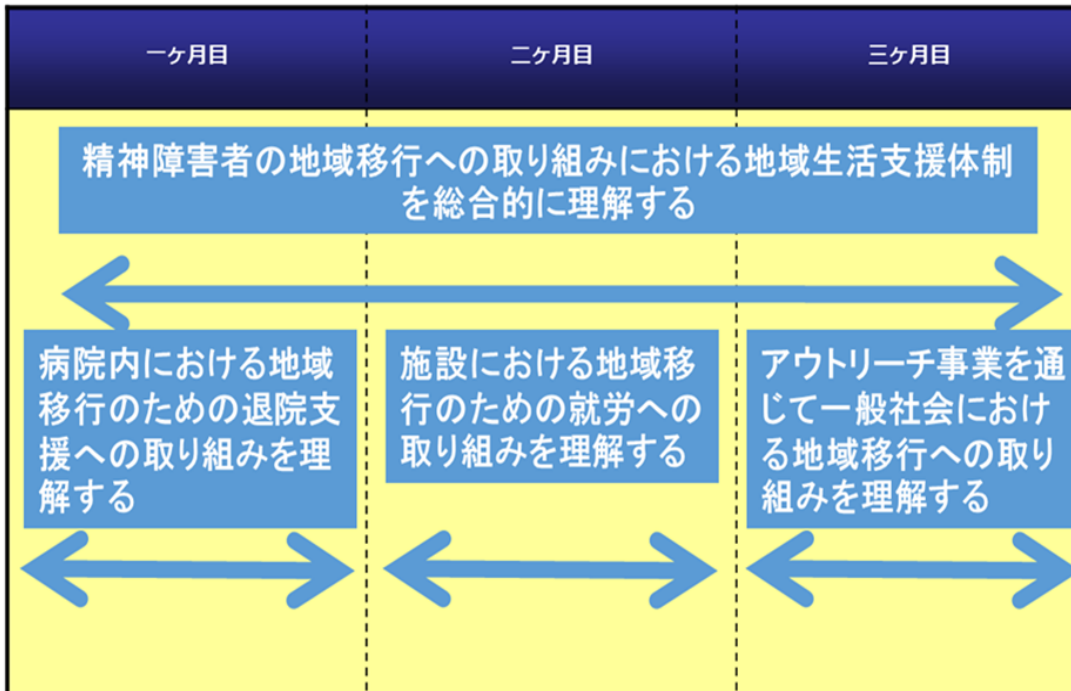 一ヶ月目
二ヶ月目
三ヶ月目
精神障害者の地域移行への取り組みにおける地域生活支援体制
を総合的に理解する
病院内における地域
移行のための退院支
援への取り組みを理
解する
施設における地域移
行のための就労への
取り組みを理解する
アウトリーチ事業を通
じて一般社会におけ
る地域移行への取り
組みを理解する